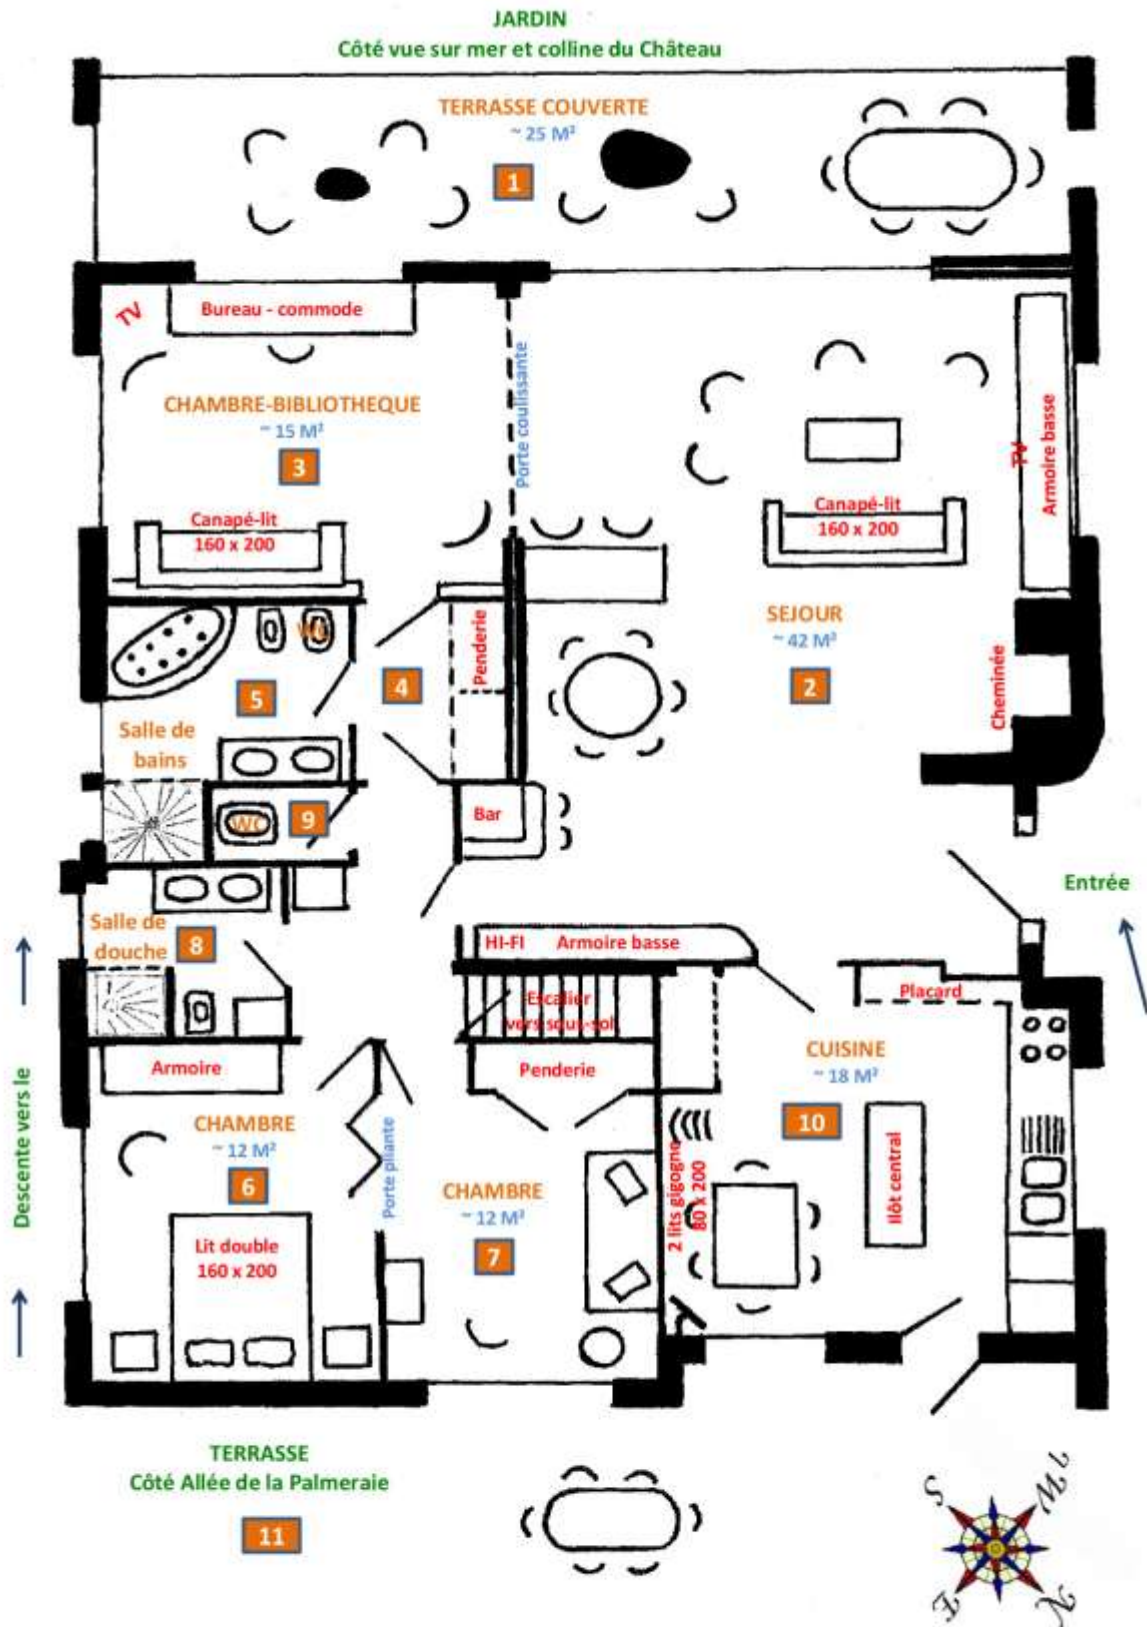 JARDIN
Côté vue sur mer et colline du Château
TERRASSE COUVERTE
~ 25 M²
1
TV
Bureau - commode
CHAMBRE-BIBLIOTHEQUE
~ 15 M²
3
Porte coulissante
Canapé-lit
160 x 200
TV
Armoire basse
Canapé-lit
160 x 200
SEJOUR
~ 42 M²
2
Cheminée
WC
5
4
Penderie
Salle de
bains
WC
9
Bar
Entrée
Salle de
douche
8
HI-FI Armoire basse
Escalier
vers sous-sol
Placard
Descente vers le
Armoire
Penderie
CUISINE
~ 18 M²
10
CHAMBRE
~ 12 M²
6
Porte pliante
CHAMBRE
~ 12 M²
7
2 lits gigogne
80 x 200
Ilôt central
Lit double
160 x 200
TERRASSE
Côté Allée de la Palmeraie
11
S
W
E
N